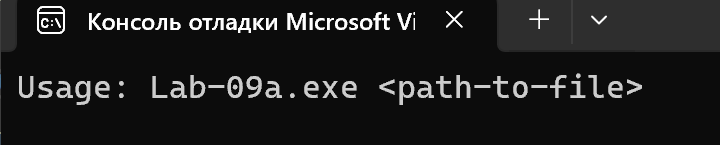 Консоль отладки Microsoft Vi
Usage: Lab-09a.exe <path-to-file>